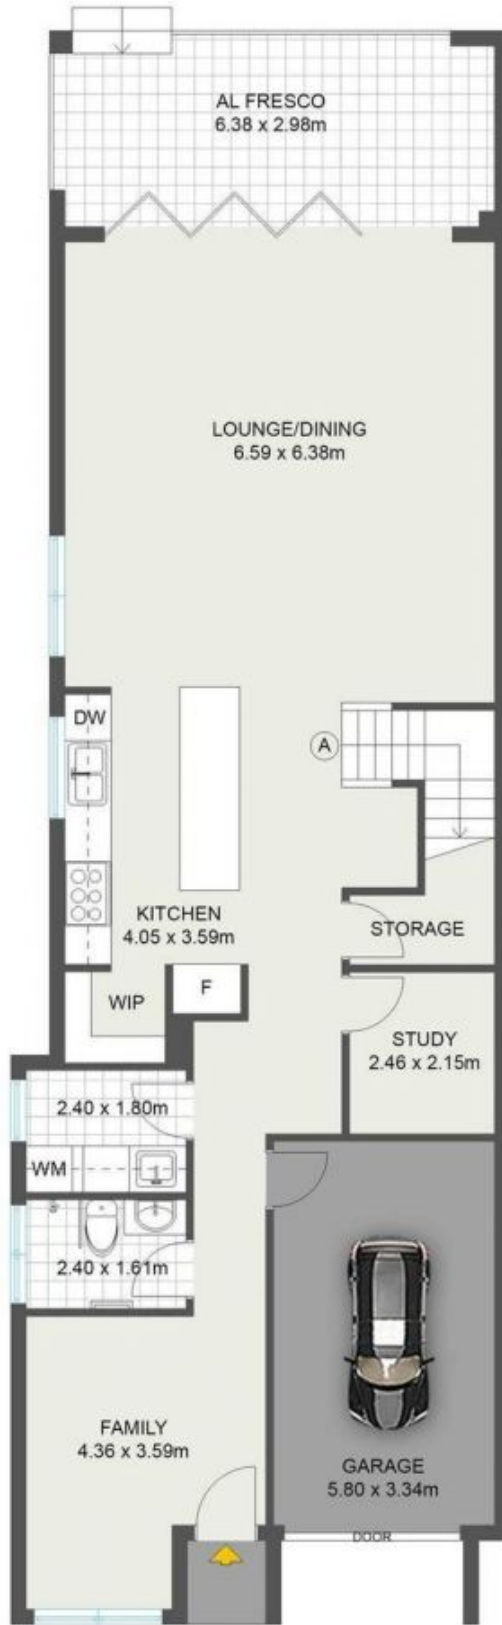 AL FRESCO
6.38 x 2.98m
LOUNGE/DINING
6.59 x 6.38m
DW
A
KITCHEN
4.05 x 3.59m
STORAGE
WIP
F
STUDY
2.46 x 2.15m
2.40 x 1.80m
WM
2.40 x 1.61m
FAMILY
4.36 x 3.59m
GARAGE
5.80 x 3.34m
DOOR